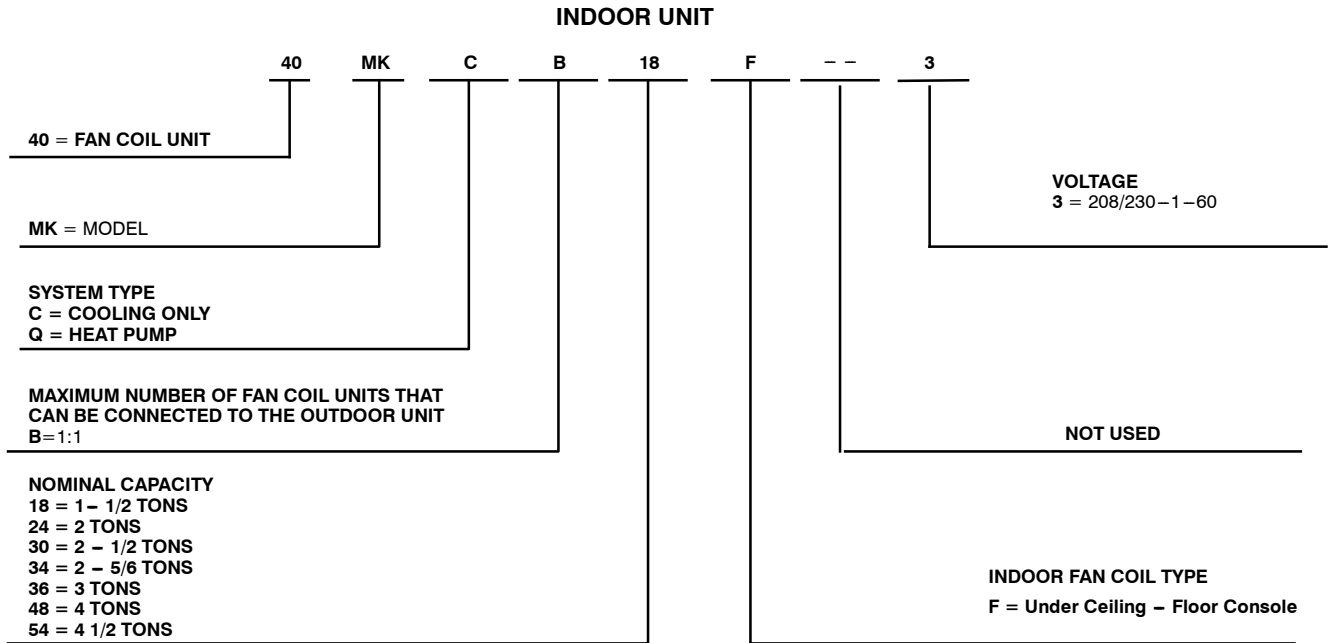 INDOOR UNIT
40 MK C B 18 F – – 3
40 = FAN COIL UNIT
VOLTAGE
3 = 208/230–1–60
MK = MODEL
SYSTEM TYPE
C = COOLING ONLY
Q = HEAT PUMP
MAXIMUM NUMBER OF FAN COIL UNITS THAT
CAN BE CONNECTED TO THE OUTDOOR UNIT
B=1:1
NOT USED
NOMINAL CAPACITY
18 = 1– 1/2 TONS
24 = 2 TONS
30 = 2 – 1/2 TONS
34 = 2 – 5/6 TONS
36 = 3 TONS
48 = 4 TONS
54 = 4 1/2 TONS
INDOOR FAN COIL TYPE
F = Under Ceiling – Floor Console